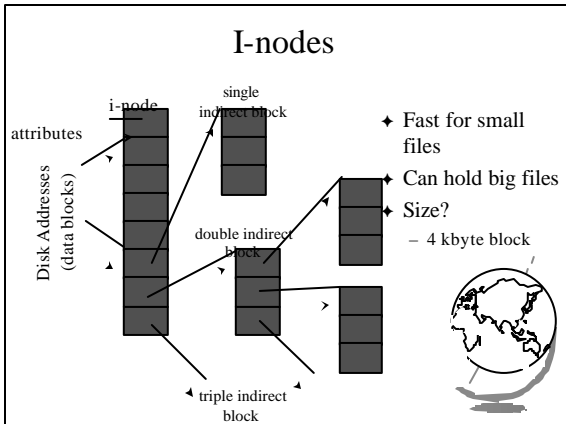 I-nodes
i-node
attributes
Disk Addresses
(data blocks)
single
indirect block
double indirect
block
triple indirect
block
Fast for small
files
Can hold big files
Size?
– 4 kbyte block